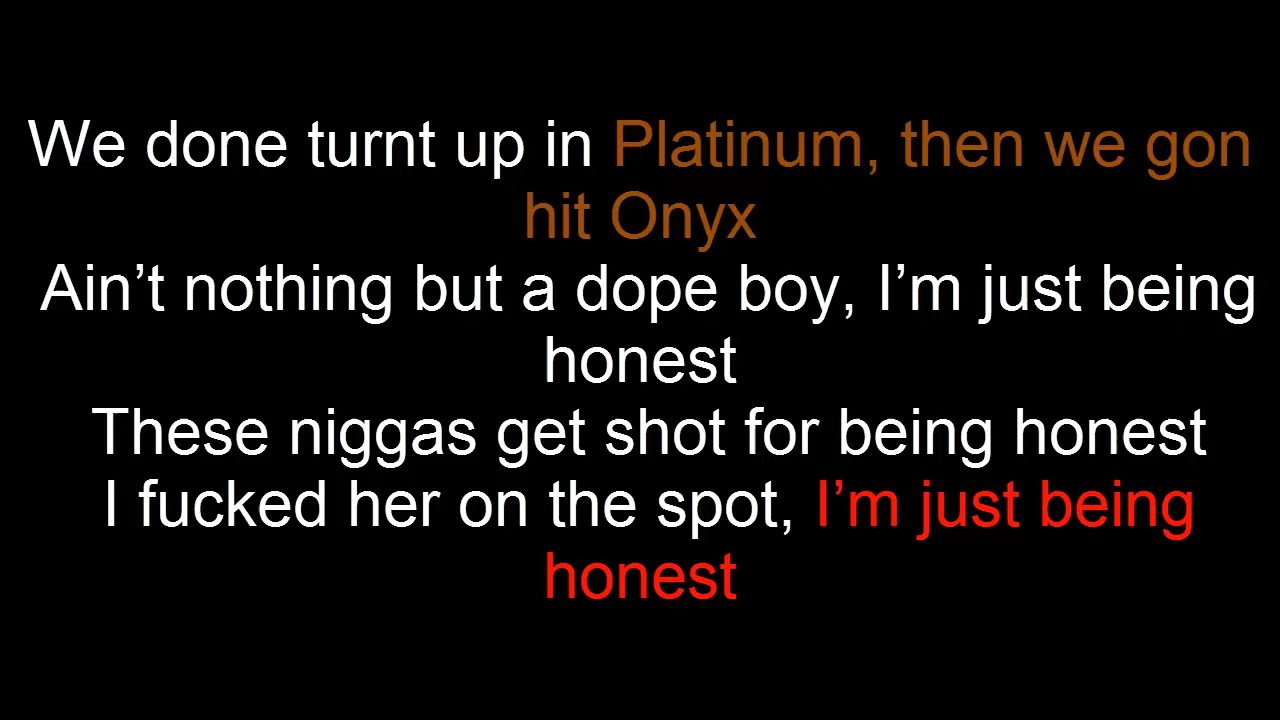 We done turnt up in Platinum, then we gon
hit Onyx
Ain’t nothing but a dope boy, I’m just being
honest
These niggas get shot for being honest
I fucked her on the spot, I’m just being
honest